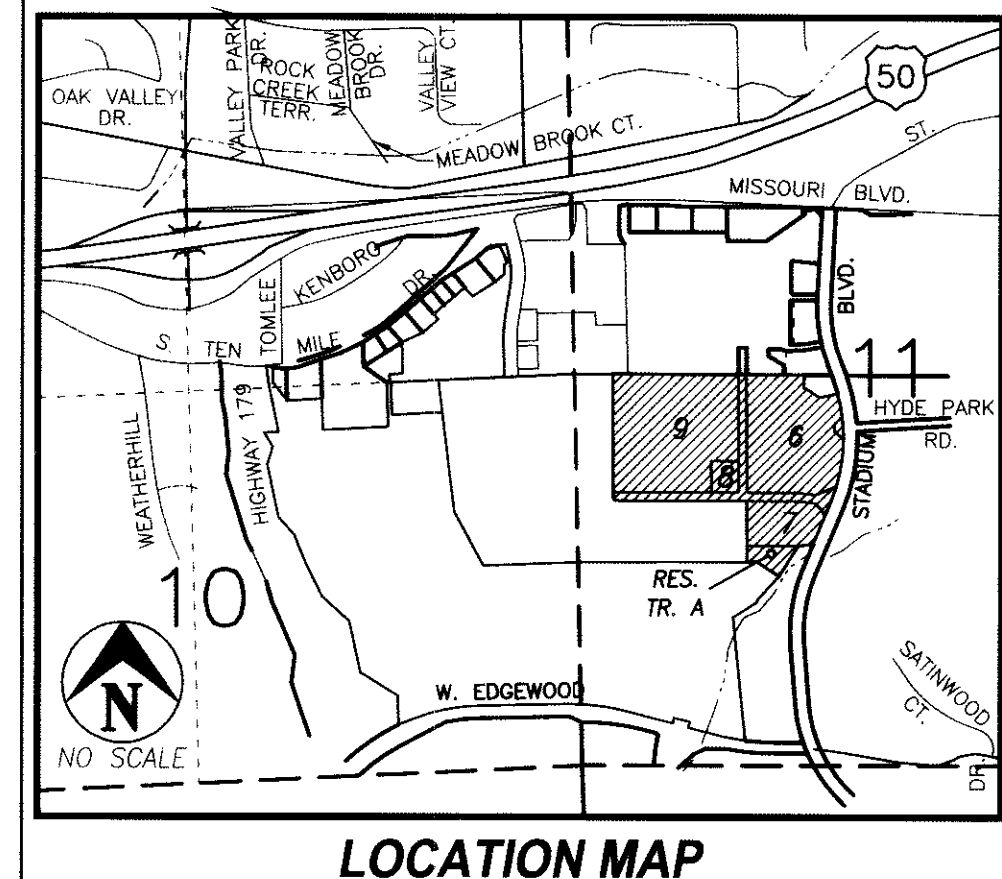 VALLEY PARK
DR.
ROCK
CREEK
TERR.
MEADOW
BROOK
DR.
VALLEY
VIEW CT.
50
OAK VALLEY
DR.
MEADOW BROOK CT.
ST.
MISSOURI BLVD.
KENBORO
DR.
TOMLEE
S. TEN MILE
BLVD.
11
HYDE PARK
RD.
STADIUM
WEATHERHILL
HIGHWAY 179
9
6
8
7
RES.
TR. A
10
N
NO SCALE
W. EDGEWOOD
SATINWOOD
CT.
DR.
LOCATION MAP